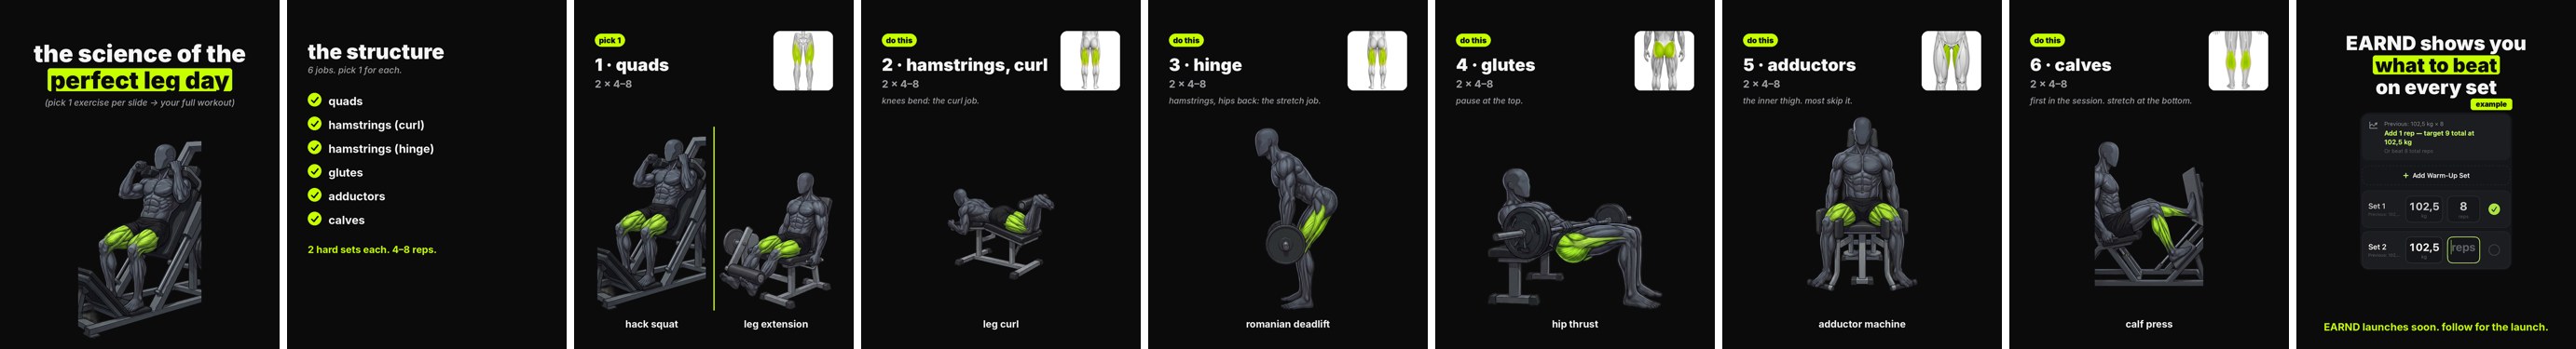 the science of the
perfect leg day
(pick 1 exercise per slide → your full workout)
the structure
6 jobs. pick 1 for each.
quads
hamstrings (curl)
hamstrings (hinge)
glutes
adductors
calves
2 hard sets each. 4–8 reps.
pick 1
1 · quads
2 × 4–8
hack squat
leg extension
do this
2 · hamstrings, curl
2 × 4–8
knees bend: the curl job.
leg curl
do this
3 · hinge
2 × 4–8
hamstrings, hips back: the stretch job.
romanian deadlift
do this
4 · glutes
2 × 4–8
pause at the top.
hip thrust
do this
5 · adductors
2 × 4–8
the inner thigh. most skip it.
adductor machine
do this
6 · calves
2 × 4–8
first in the session. stretch at the bottom.
calf press
EARND shows you
what to beat
on every set
example
Previous: 102,5 kg × 8
Add 1 rep — target 9 total at
102,5 kg
Or beat 9 total reps
+ Add Warm-Up Set
Set 1 102,5 8
kg reps
Set 2 102,5 reps
kg
EARND launches soon. follow for the launch.